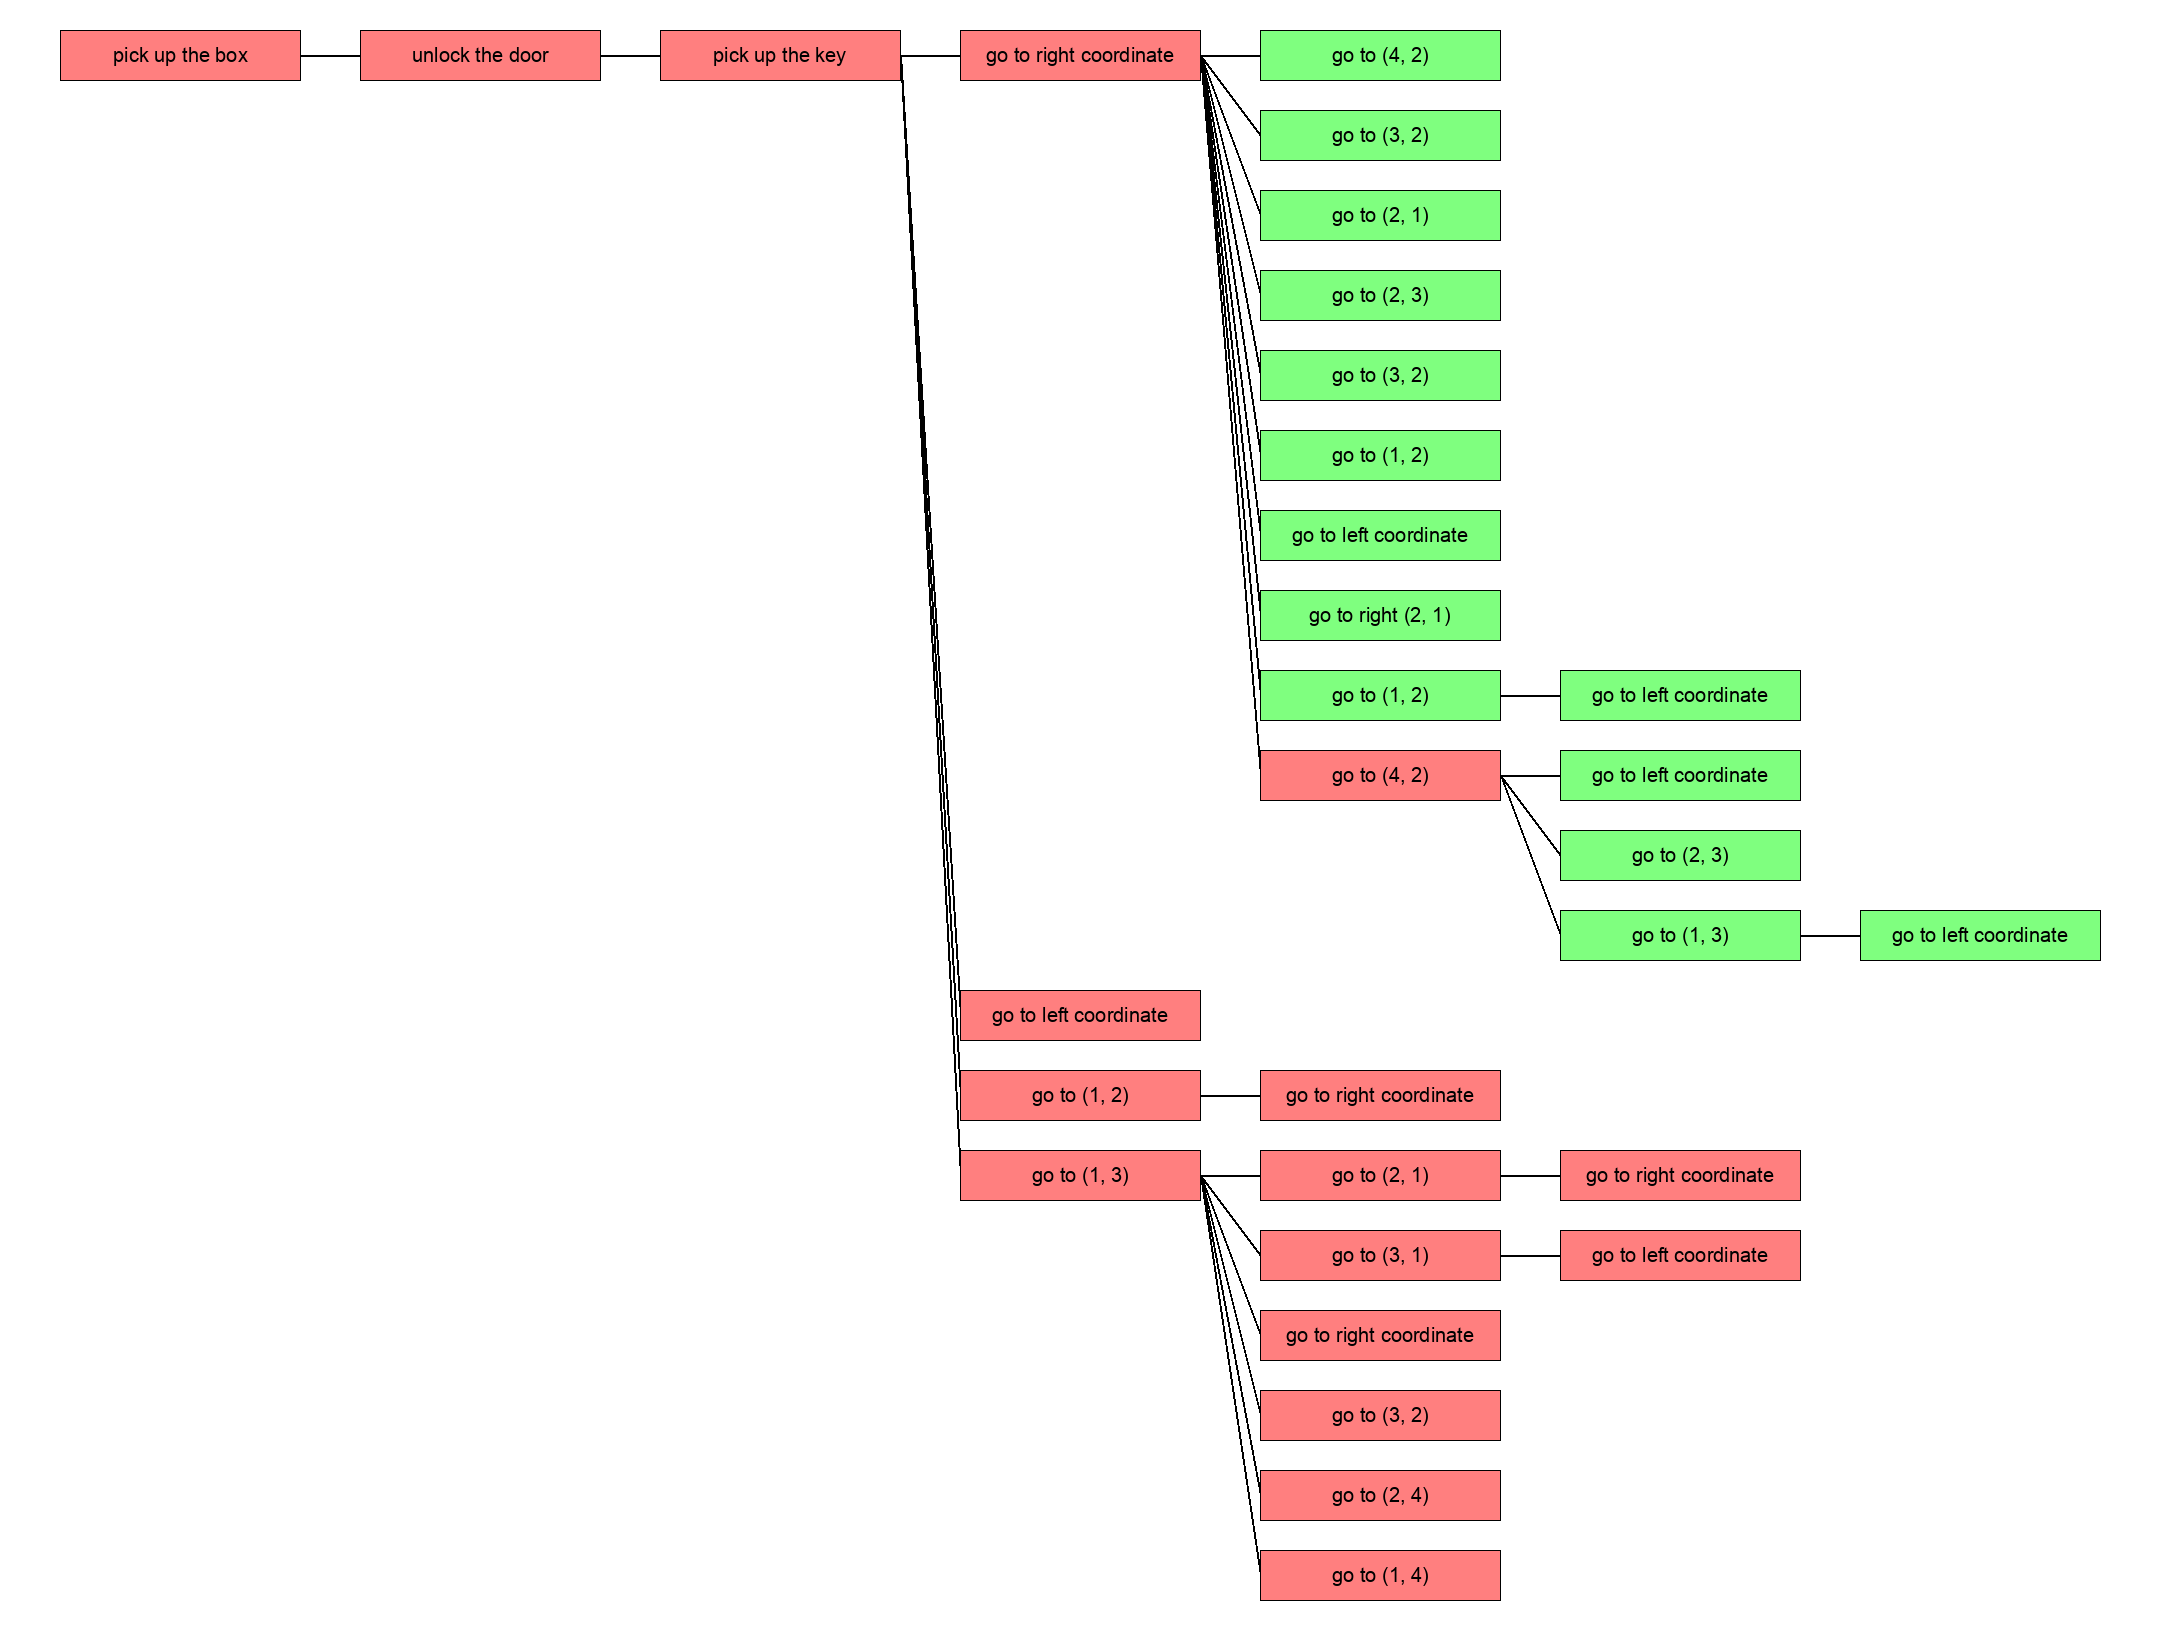 pick up the box
unlock the door
pick up the key
go to right coordinate
go to (4, 2)
go to (3, 2)
go to (2, 1)
go to (2, 3)
go to (3, 2)
go to (1, 2)
go to left coordinate
go to right (2, 1)
go to (1, 2)
go to left coordinate
go to (4, 2)
go to left coordinate
go to (2, 3)
go to (1, 3)
go to left coordinate
go to left coordinate
go to (1, 2)
go to right coordinate
go to (1, 3)
go to (2, 1)
go to right coordinate
go to (3, 1)
go to left coordinate
go to right coordinate
go to (3, 2)
go to (2, 4)
go to (1, 4)